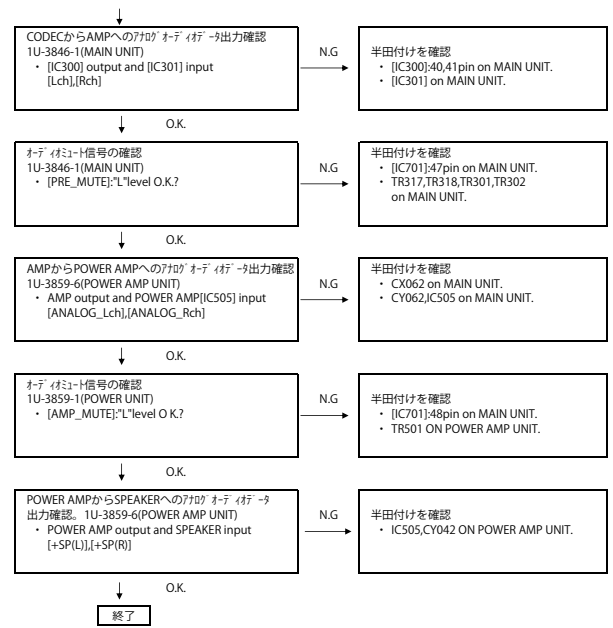 CODECからAMPへのｱﾅﾛｸﾞｵｰﾃﾞｨｵﾃﾞｰﾀ出力確認
1U-3846-1(MAIN UNIT)
・ [IC300] output and [IC301] input
[Lch],[Rch]
N.G
半田付けを確認
・ [IC300]:40,41pin on MAIN UNIT.
・ [IC301] on MAIN UNIT.
O.K.
ｵｰﾃﾞｨｵﾐｭｰﾄ信号の確認
1U-3846-1(MAIN UNIT)
・ [PRE_MUTE]:"L"level O.K.?
N.G
半田付けを確認
・ [IC701]:47pin on MAIN UNIT.
・ TR317,TR318,TR301,TR302
on MAIN UNIT.
O.K.
AMPからPOWER AMPへのｱﾅﾛｸﾞｵｰﾃﾞｨｵﾃﾞｰﾀ出力確認
1U-3859-6(POWER AMP UNIT)
・ AMP output and POWER AMP[IC505] input
[ANALOG_Lch],[ANALOG_Rch]
N.G
半田付けを確認
・ CX062 on MAIN UNIT.
・ CY062,IC505 on MAIN UNIT.
O.K.
ｵｰﾃﾞｨｵﾐｭｰﾄ信号の確認
1U-3859-1(POWER UNIT)
・ [AMP_MUTE]:"L"level O K.?
N.G
半田付けを確認
・ [IC701]:48pin on MAIN UNIT.
・ TR501 ON POWER AMP UNIT.
O.K.
POWER AMPからSPEAKERへのｱﾅﾛｸﾞｵｰﾃﾞｨｵﾃﾞｰﾀ
出力確認。1U-3859-6(POWER AMP UNIT)
・ POWER AMP output and SPEAKER input
[+SP(L)],[+SP(R)]
N.G
半田付けを確認
・ IC505,CY042 ON POWER AMP UNIT.
O.K.
終了